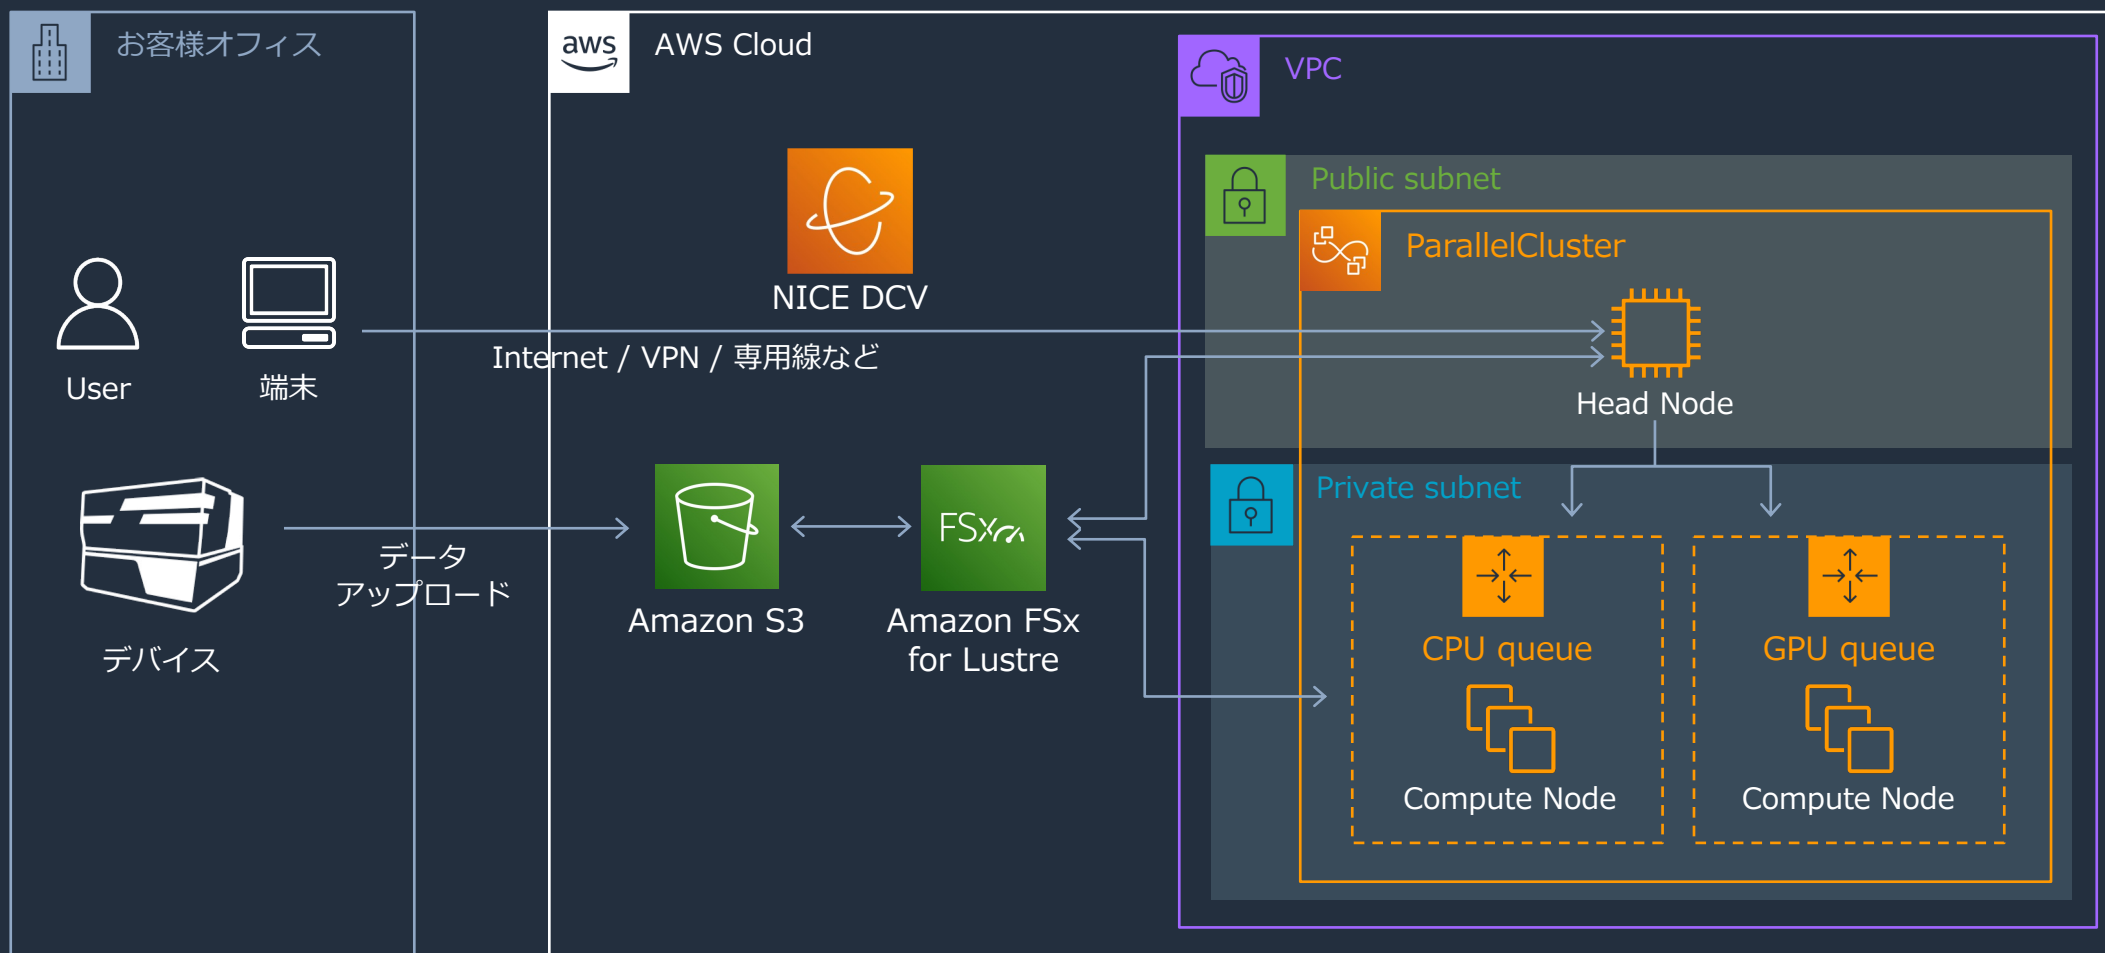 お客様オフィス
aws
AWS Cloud
VPC
Public subnet
ParallelCluster
NICE DCV
Internet / VPN / 専用線など
User
端末
Head Node
Private subnet
FSx
データ
アップロード
Amazon S3
Amazon FSx
for Lustre
デバイス
CPU queue
GPU queue
Compute Node
Compute Node